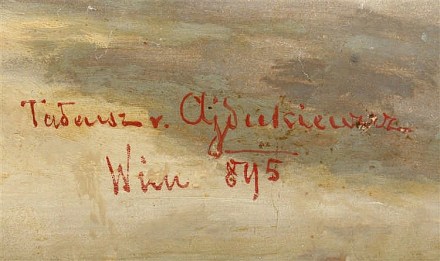 Tadeusz v. Ajdukiewicz.
Wien 895